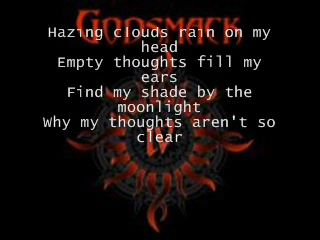 GODSMACK
Hazing clouds rain on my
head
Empty thoughts fill my
ears
Find my shade by the
moonlight
Why my thoughts aren't so
clear